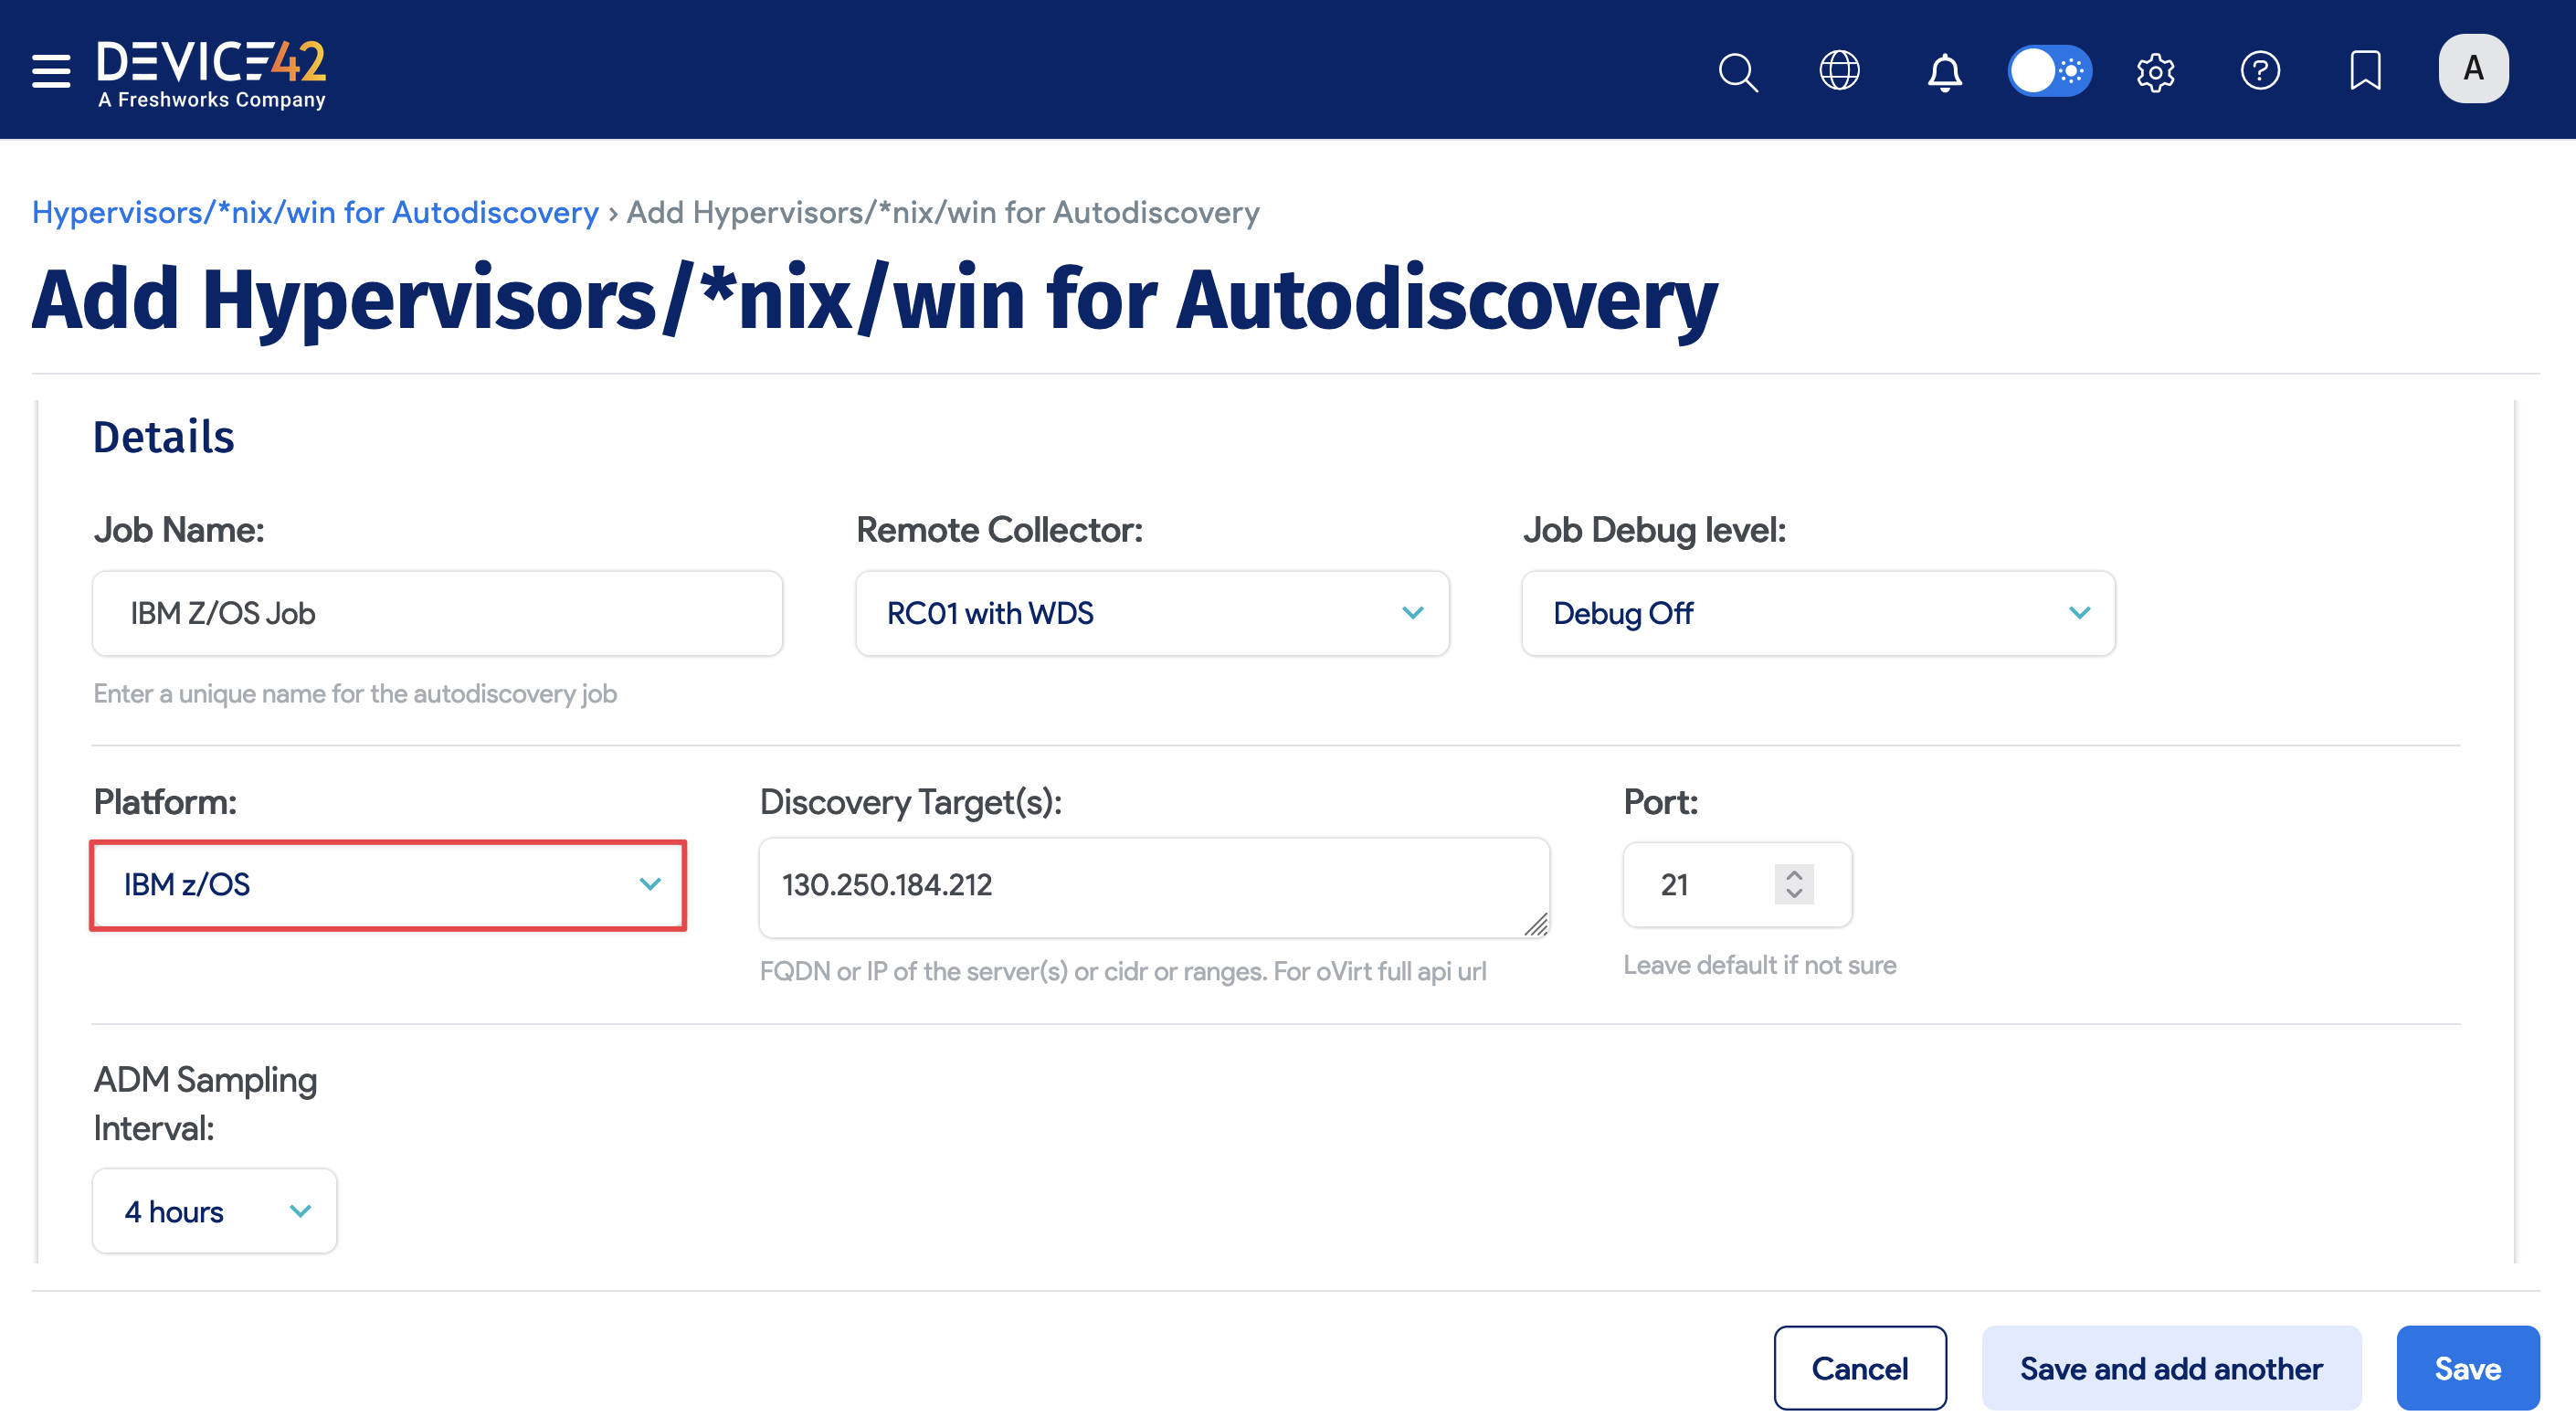 DEVICE42
A Freshworks Company
A
Hypervisors/*nix/win for Autodiscovery › Add Hypervisors/*nix/win for Autodiscovery
Add Hypervisors/*nix/win for Autodiscovery
Details
Job Name:
Remote Collector:
Job Debug level:
IBM Z/OS Job
RC01 with WDS
Debug Off
Enter a unique name for the autodiscovery job
Platform:
Discovery Target(s):
Port:
IBM z/OS
130.250.184.212
21
FQDN or IP of the server(s) or cidr or ranges. For oVirt full api url
Leave default if not sure
ADM Sampling
Interval:
4 hours
Cancel
Save and add another
Save